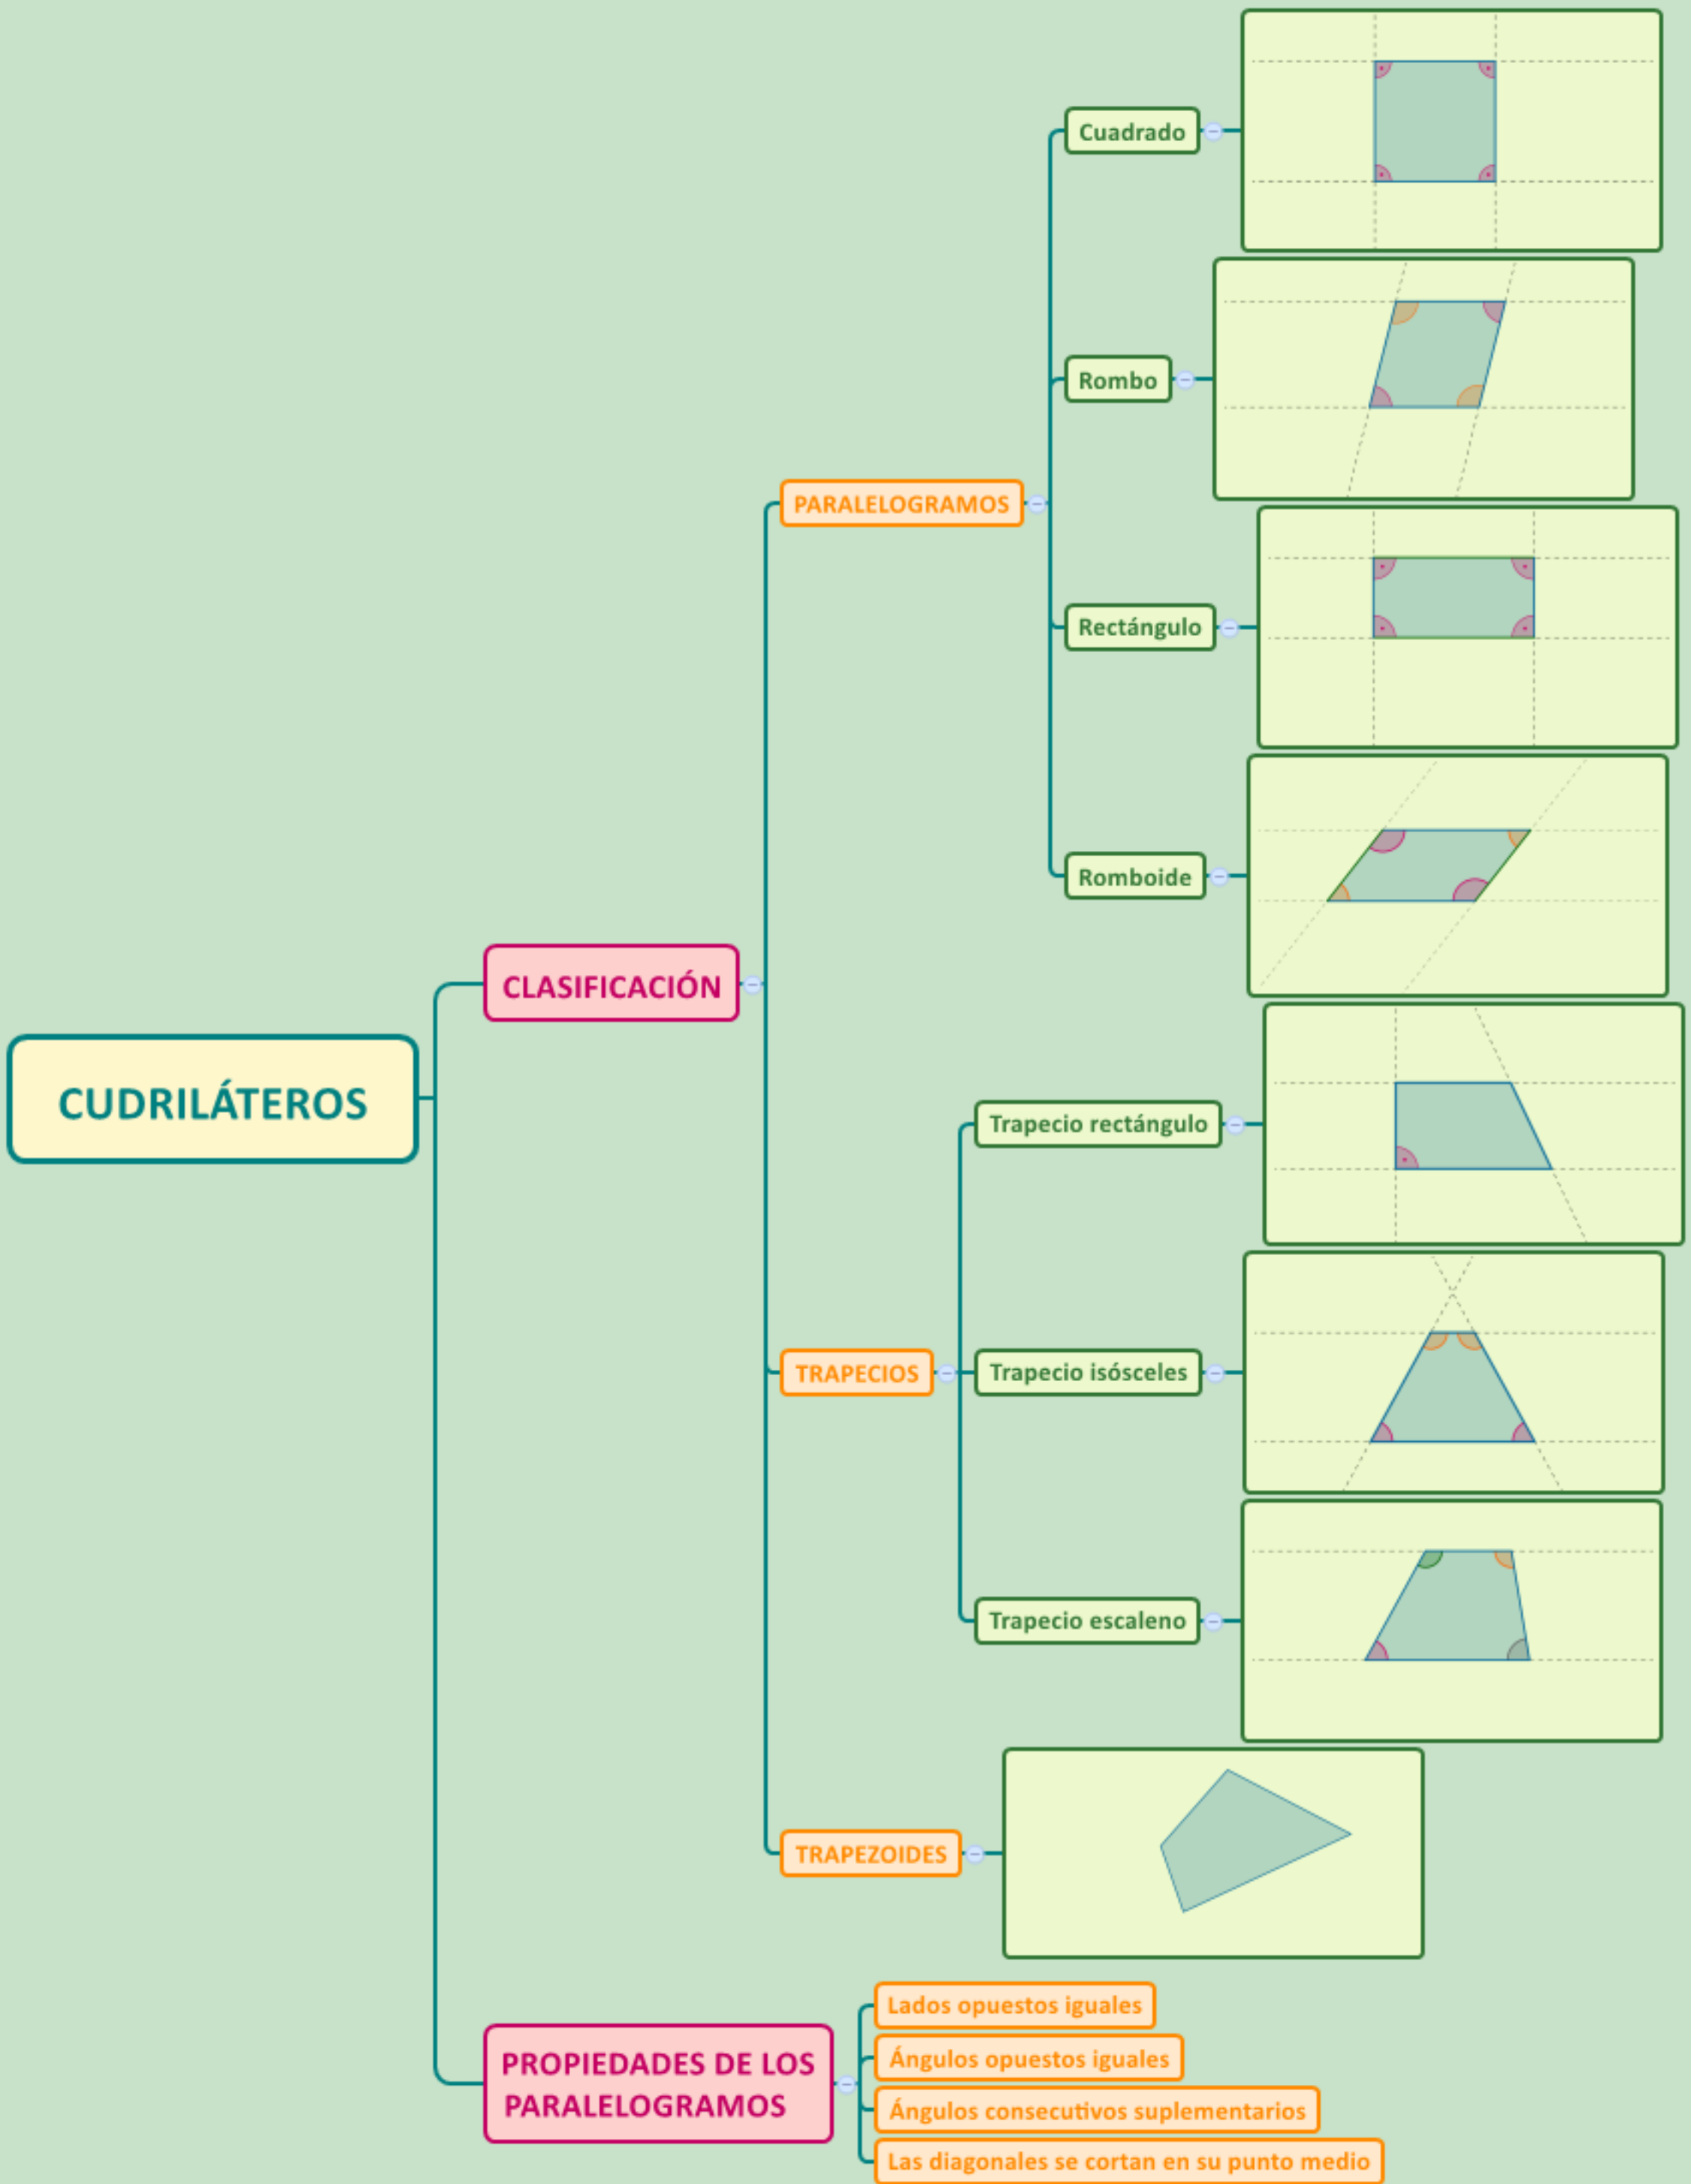 CUDRILÁTEROS
CLASIFICACIÓN
PARALELOGRAMOS
Cuadrado
Rombo
Rectángulo
Romboide
TRAPECIOS
Trapecio rectángulo
Trapecio isósceles
Trapecio escaleno
TRAPEZOIDES
PROPIEDADES DE LOS
PARALELOGRAMOS
Lados opuestos iguales
Ángulos opuestos iguales
Ángulos consecutivos suplementarios
Las diagonales se cortan en su punto medio